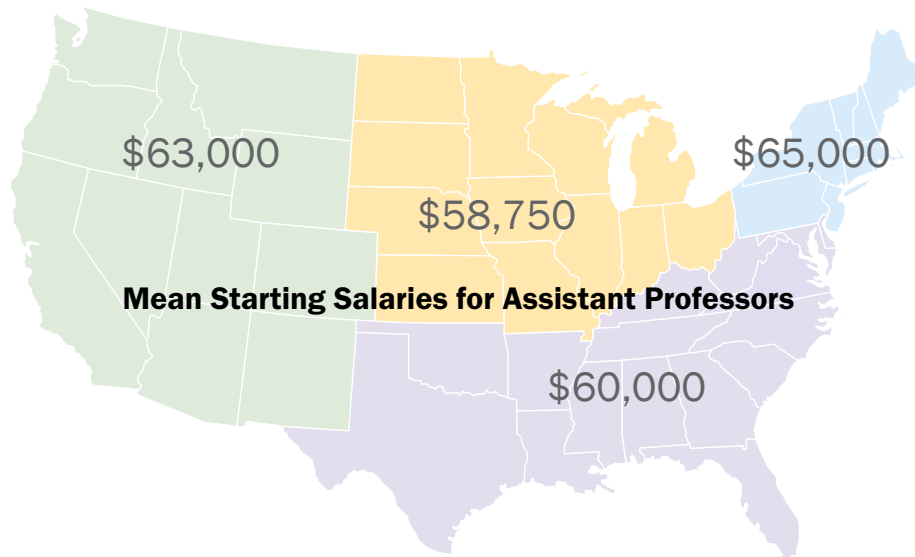 $63,000
$65,000
$58,750
Mean Starting Salaries for Assistant Professors
$60,000